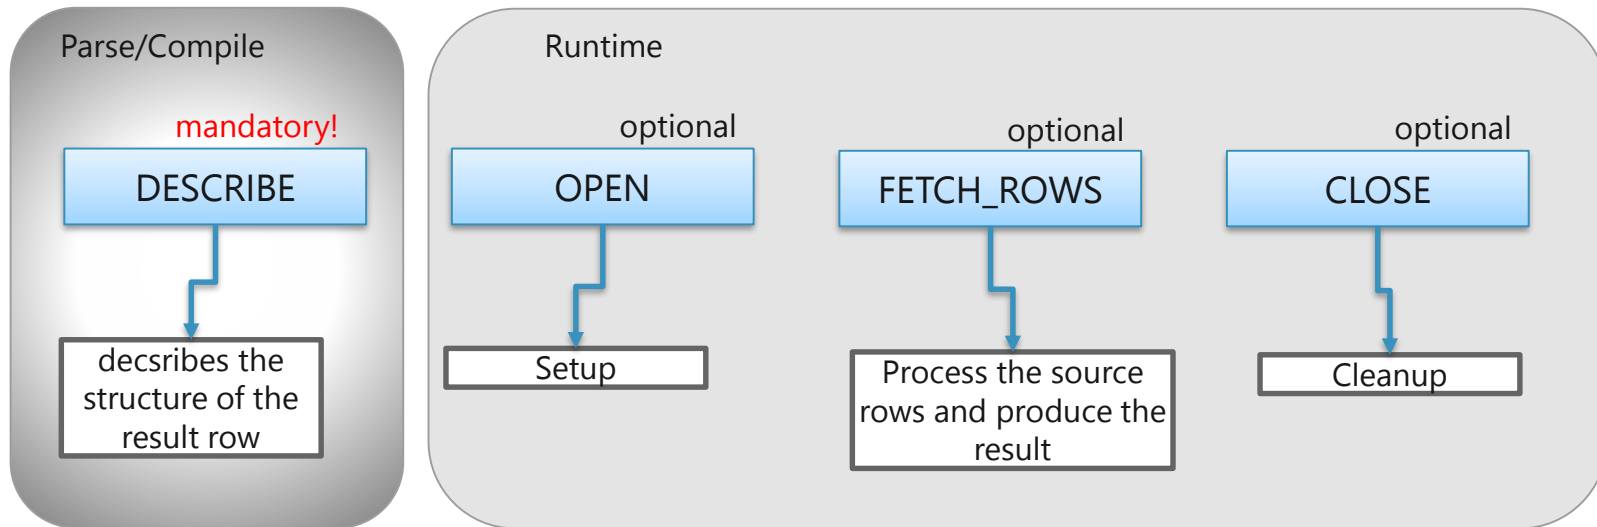 Parse/Compile
mandatory!
DESCRIBE
decsribes the
structure of the
result row
Runtime
optional
OPEN
Setup
optional
FETCH_ROWS
Process the source
rows and produce the
result
optional
CLOSE
Cleanup